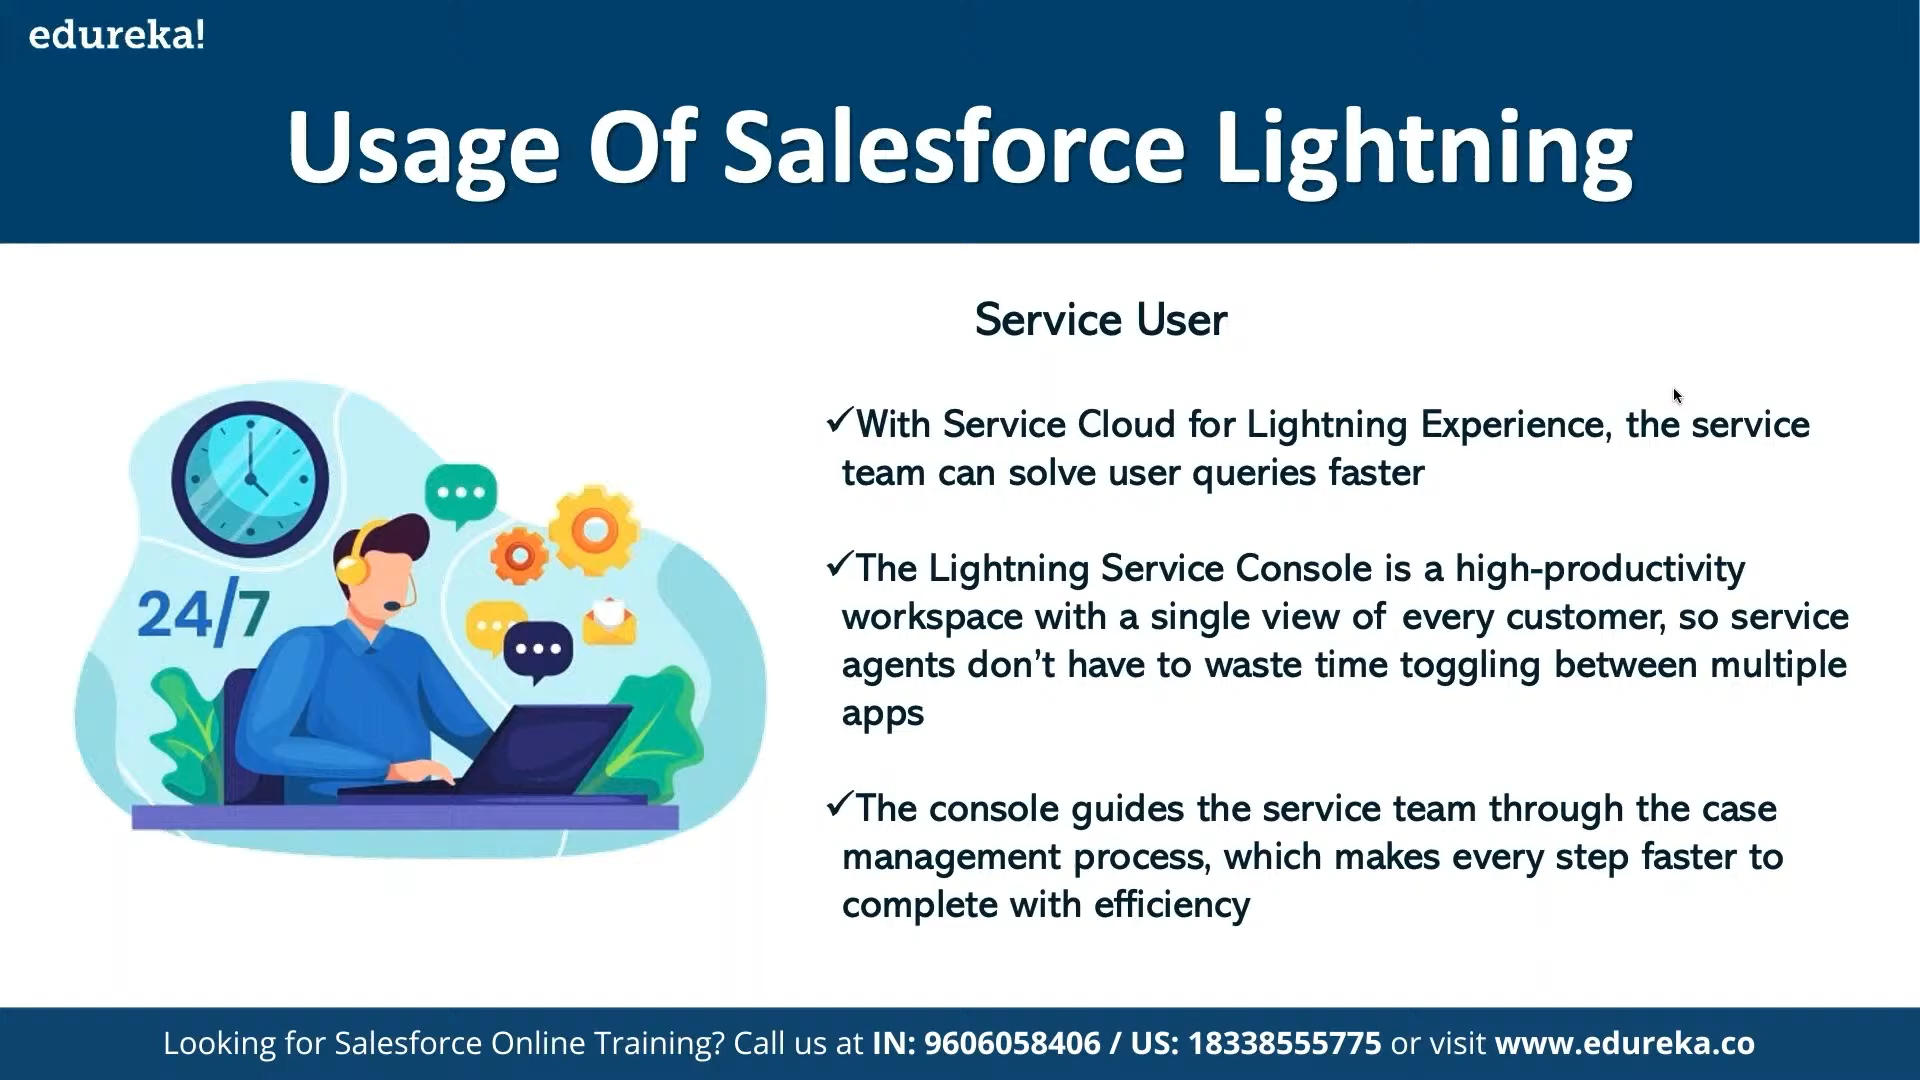 edureka!
Usage Of Salesforce Lightning
Service User
✓With Service Cloud for Lightning Experience, the service
team can solve user queries faster
24/7
✓The Lightning Service Console is a high-productivity
workspace with a single view of every customer, so service
agents don’t have to waste time toggling between multiple
apps
✓The console guides the service team through the case
management process, which makes every step faster to
complete with efficiency
Looking for Salesforce Online Training? Call us at IN: 9606058406 / US: 18338555775 or visit www.edureka.co